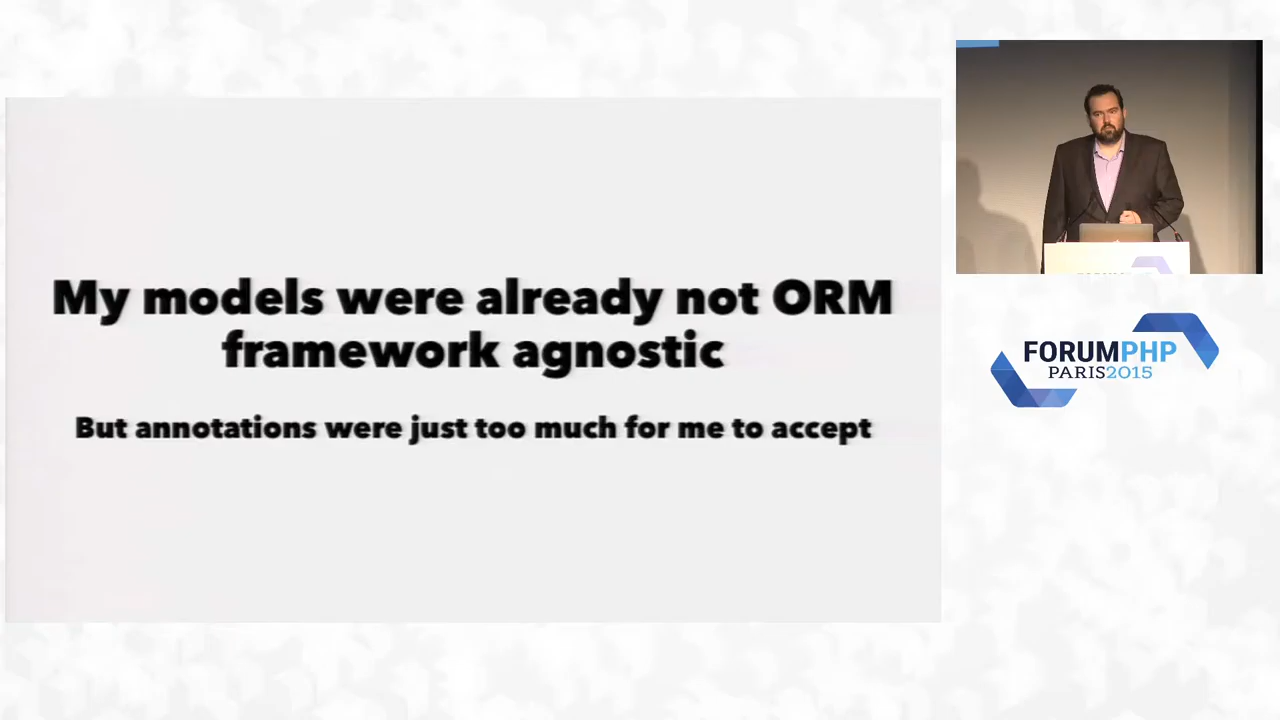 My models were already not ORM
framework agnostic
But annotations were just too much for me to accept
FORUMPHP
PARIS2015